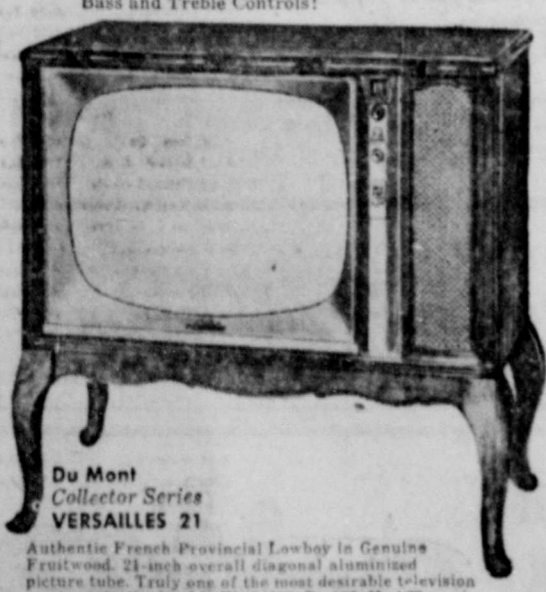 Bass and Treble Controls!
Du Mont
Collector Series
VERSAILLES 21
Authentic French Provincial Lowboy in Genuine
Fruitwood. 21-inch overall diagonal aluminized
picture tube. Truly one of the most desirable television